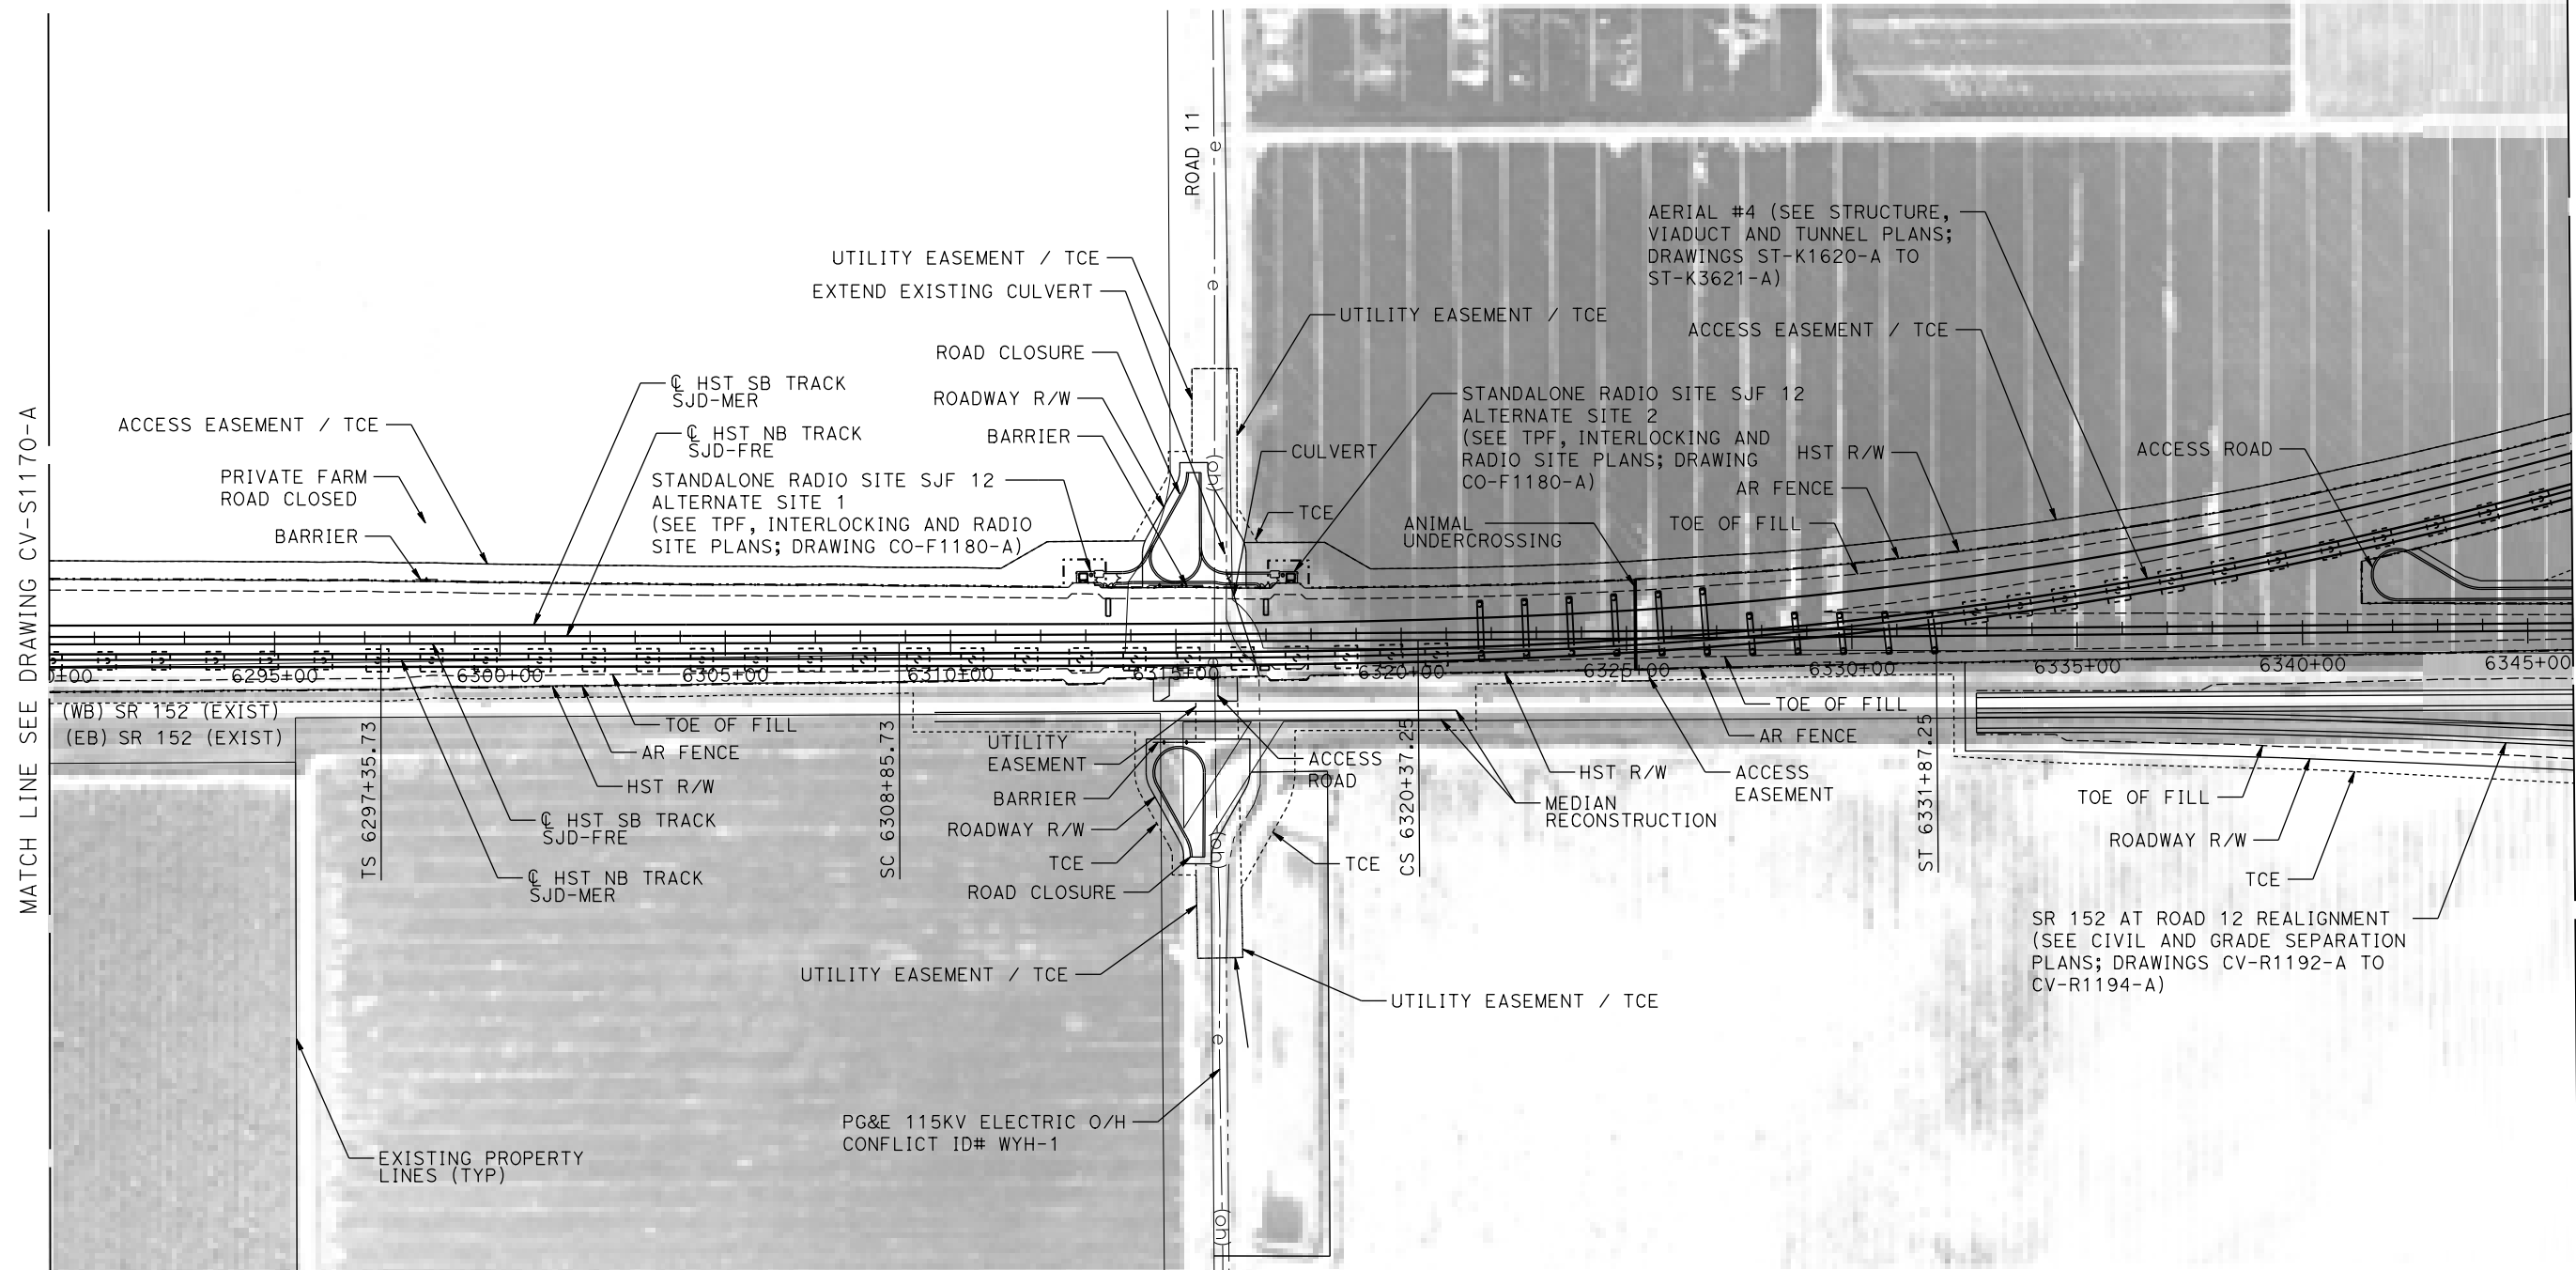 MATCH LINE SEE DRAWING CV-S1170-A
ROAD 11
e
e
(oh)
UTILITY EASEMENT / TCE
EXTEND EXISTING CULVERT
ROAD CLOSURE
ROADWAY R/W
BARRIER
℄ HST SB TRACK
SJD-MER
℄ HST NB TRACK
SJD-FRE
ACCESS EASEMENT / TCE
PRIVATE FARM
ROAD CLOSED
BARRIER
STANDALONE RADIO SITE SJF 12
ALTERNATE SITE 1
(SEE TPF, INTERLOCKING AND RADIO
SITE PLANS; DRAWING CO-F1180-A)
UTILITY EASEMENT / TCE
CULVERT
TCE
STANDALONE RADIO SITE SJF 12
ALTERNATE SITE 2
(SEE TPF, INTERLOCKING AND
RADIO SITE PLANS; DRAWING
CO-F1180-A)
ANIMAL
UNDERCROSSING
AERIAL #4 (SEE STRUCTURE,
VIADUCT AND TUNNEL PLANS;
DRAWINGS ST-K1620-A TO
ST-K3621-A)
ACCESS EASEMENT / TCE
HST R/W
AR FENCE
TOE OF FILL
ACCESS ROAD
0+00
6295+00
6300+00
6305+00
6310+00
6315+00
6320+00
6325+00
6330+00
6335+00
6340+00
6345+00
(WB) SR 152 (EXIST)
(EB) SR 152 (EXIST)
TS 6297+35.73
SC 6308+85.73
CS 6320+37.25
ST 6331+87.25
TOE OF FILL
AR FENCE
HST R/W
℄ HST SB TRACK
SJD-FRE
℄ HST NB TRACK
SJD-MER
UTILITY
EASEMENT
BARRIER
ROADWAY R/W
TCE
ROAD CLOSURE
UTILITY EASEMENT / TCE
ACCESS
ROAD
TCE
(oh)
HST R/W
MEDIAN
RECONSTRUCTION
TOE OF FILL
AR FENCE
ACCESS
EASEMENT
TOE OF FILL
ROADWAY R/W
TCE
SR 152 AT ROAD 12 REALIGNMENT
(SEE CIVIL AND GRADE SEPARATION
PLANS; DRAWINGS CV-R1192-A TO
CV-R1194-A)
UTILITY EASEMENT / TCE
e
PG&E 115KV ELECTRIC O/H
CONFLICT ID# WYH-1
EXISTING PROPERTY
LINES (TYP)
(oh)